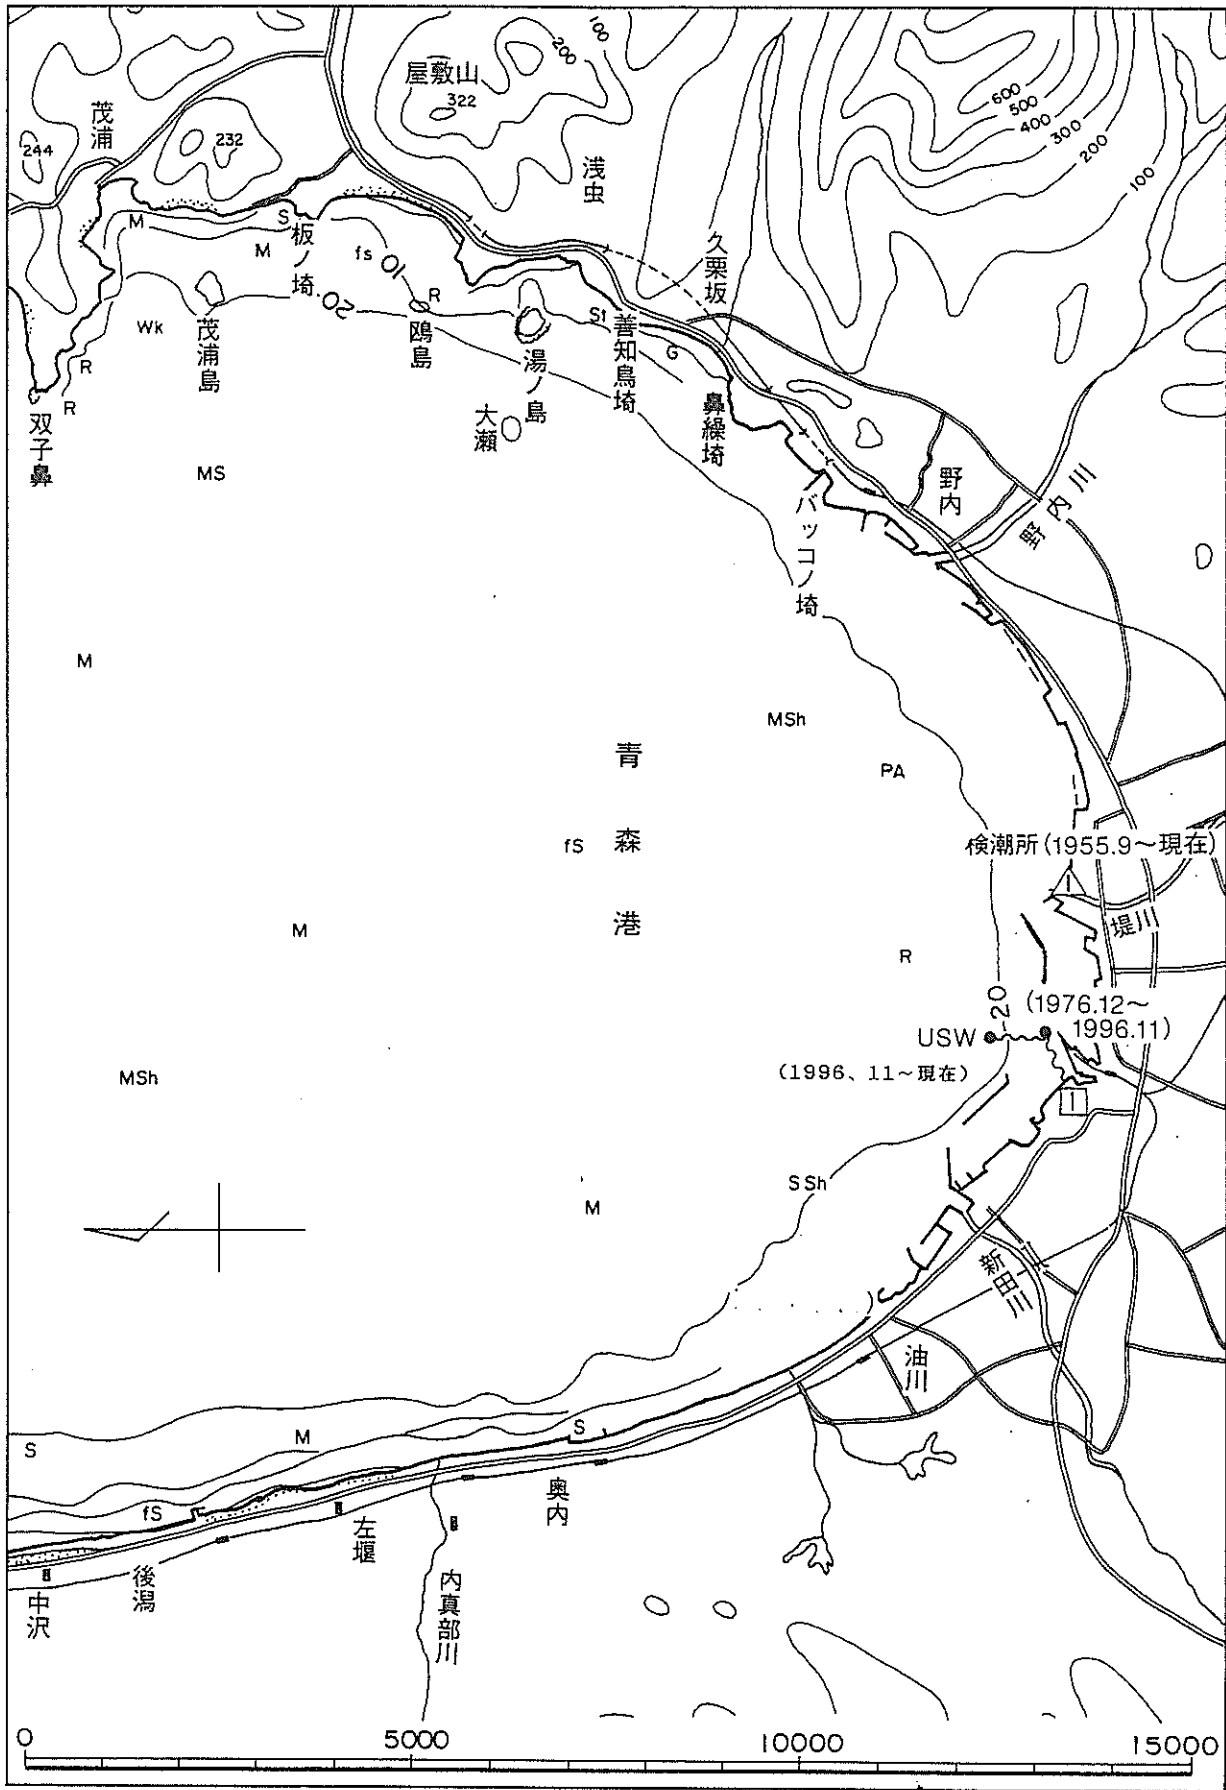 屋敷山
322
200
100
600
500
400
300
200
100
茂浦
244
232
浅虫
久栗坂
M
S
M
板ノ埼
fs
10
20
R
鴎島
Wk
茂浦島
湯ノ島
St
善知鳥埼
G
鼻繰埼
R
R
双子鼻
大瀬
MS
野内
野内川
バッコノ埼
M
MSh
PA
青森港
fS
検潮所(1955.9~現在)
堤川
M
R
20
(1976.12~
1996.11)
USW
(1996、11~現在)
MSh
SSh
M
新田川
油川
S
M
S
fS
奥内
左堰
内真部川
後潟
中沢
0
5000
10000
15000